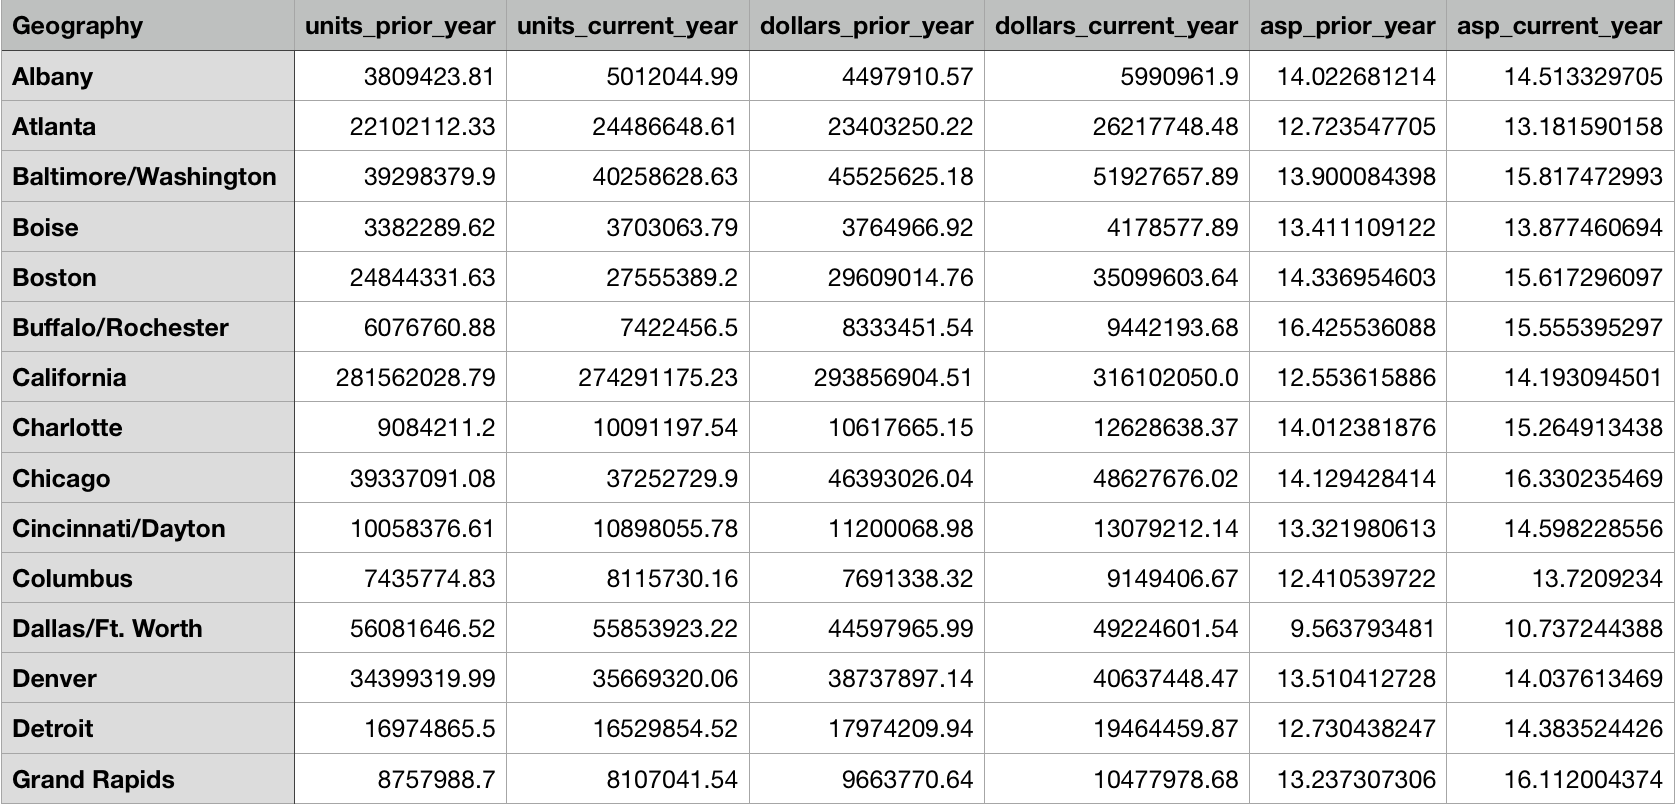 Geography units_prior_year units_current_year dollars_prior_year dollars_current_year asp_prior_year asp_current_year
Albany 3809423.81 5012044.99 4497910.57 5990961.9 14.022681214 14.513329705
Atlanta 22102112.33 24486648.61 23403250.22 26217748.48 12.723547705 13.181590158
Baltimore/Washington 39298379.9 40258628.63 45525625.18 51927657.89 13.900084398 15.817472993
Boise 3382289.62 3703063.79 3764966.92 4178577.89 13.411109122 13.877460694
Boston 24844331.63 27555389.2 29609014.76 35099603.64 14.336954603 15.617296097
Buffalo/Rochester 6076760.88 7422456.5 8333451.54 9442193.68 16.425536088 15.555395297
California 281562028.79 274291175.23 293856904.51 316102050.0 12.553615886 14.193094501
Charlotte 9084211.2 10091197.54 10617665.15 12628638.37 14.012381876 15.264913438
Chicago 39337091.08 37252729.9 46393026.04 48627676.02 14.129428414 16.330235469
Cincinnati/Dayton 10058376.61 10898055.78 11200068.98 13079212.14 13.321980613 14.598228556
Columbus 7435774.83 8115730.16 7691338.32 9149406.67 12.410539722 13.7209234
Dallas/Ft. Worth 56081646.52 55853923.22 44597965.99 49224601.54 9.563793481 10.737244388
Denver 34399319.99 35669320.06 38737897.14 40637448.47 13.510412728 14.037613469
Detroit 16974865.5 16529854.52 17974209.94 19464459.87 12.730438247 14.383524426
Grand Rapids 8757988.7 8107041.54 9663770.64 10477978.68 13.237307306 16.112004374